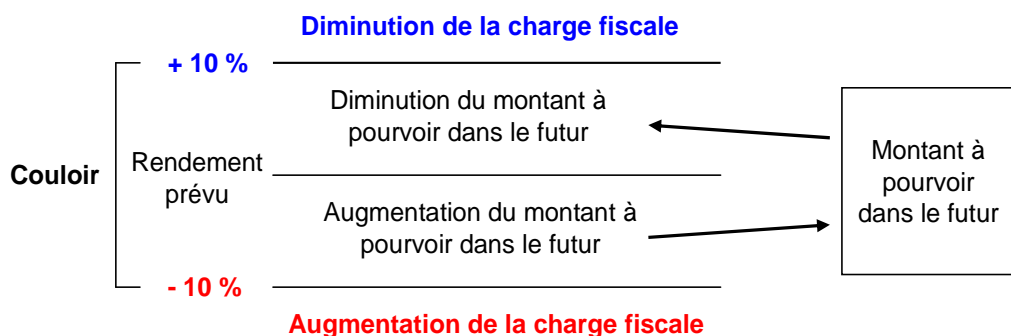 Diminution de la charge fiscale
+ 10 %
Diminution du montant à
pourvoir dans le futur
Couloir
Rendement
prévu
Montant à
pourvoir
dans le futur
Augmentation du montant à
pourvoir dans le futur
- 10 %
Augmentation de la charge fiscale